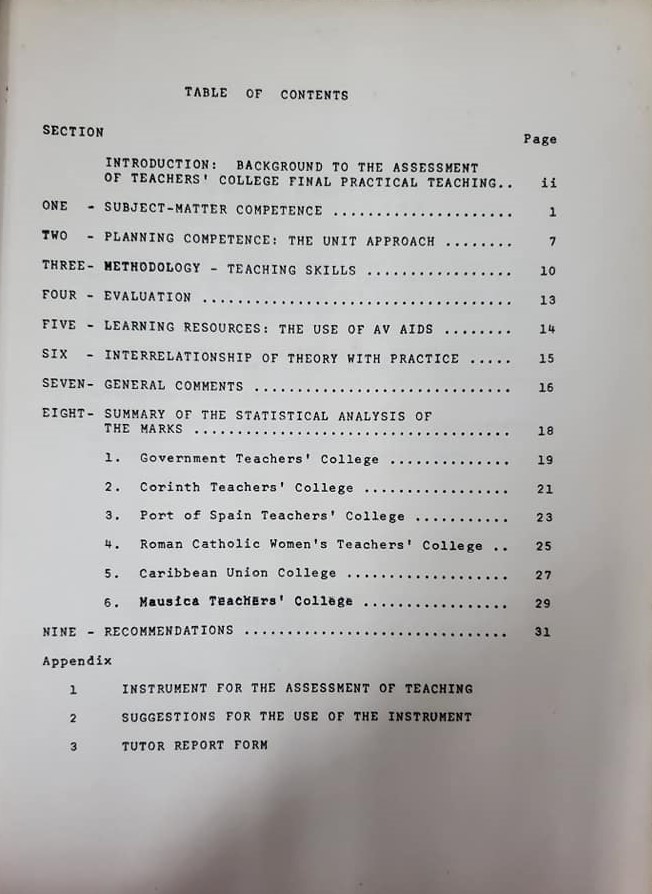 TABLE OF CONTENTS
SECTION
Page
INTRODUCTION: BACKGROUND TO THE ASSESSMENT
OF TEACHERS' COLLEGE FINAL PRACTICAL TEACHING.. ii
ONE - SUBJECT-MATTER COMPETENCE ..................... 1
TWO - PLANNING COMPETENCE: THE UNIT APPROACH ........ 7
THREE- METHODOLOGY - TEACHING SKILLS ................. 10
FOUR - EVALUATION .................................... 13
FIVE - LEARNING RESOURCES: THE USE OF AV AIDS ........ 14
SIX - INTERRELATIONSHIP OF THEORY WITH PRACTICE ..... 15
SEVEN- GENERAL COMMENTS .............................. 16
EIGHT- SUMMARY OF THE STATISTICAL ANALYSIS OF
THE MARKS ..................................... 18
1. Government Teachers' College .............. 19
2. Corinth Teachers' College ................. 21
3. Port of Spain Teachers' College ........... 23
4. Roman Catholic Women's Teachers' College .. 25
5. Caribbean Union College ................... 27
6. Mausica Teachers' College ................. 29
NINE - RECOMMENDATIONS ............................... 31
Appendix
1 INSTRUMENT FOR THE ASSESSMENT OF TEACHING
2 SUGGESTIONS FOR THE USE OF THE INSTRUMENT
3 TUTOR REPORT FORM